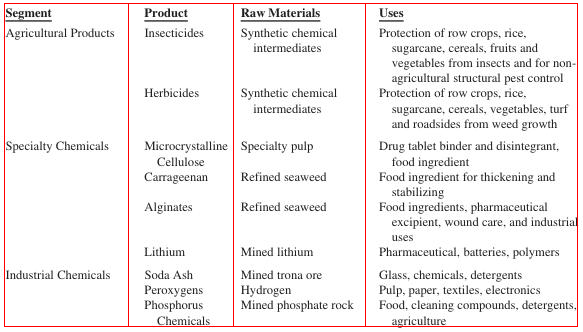 Segment Product Raw Materials Uses
Agricultural Products Insecticides Synthetic chemical Protection of row crops, rice,
intermediates sugarcane, cereals, fruits and
vegetables from insects and for non-
agricultural structural pest control
Herbicides Synthetic chemical Protection of row crops, rice,
intermediates sugarcane, cereals, vegetables, turf
and roadsides from weed growth
Specialty Chemicals Microcrystalline Specialty pulp Drug tablet binder and disintegrant,
Cellulose food ingredient
Carrageenan Refined seaweed Food ingredient for thickening and
stabilizing
Alginates Refined seaweed Food ingredients, pharmaceutical
excipient, wound care, and industrial
uses
Lithium Mined lithium Pharmaceutical, batteries, polymers
Industrial Chemicals Soda Ash Mined trona ore Glass, chemicals, detergents
Peroxygens Hydrogen Pulp, paper, textiles, electronics
Phosphorus Mined phosphate rock Food, cleaning compounds, detergents,
Chemicals agriculture